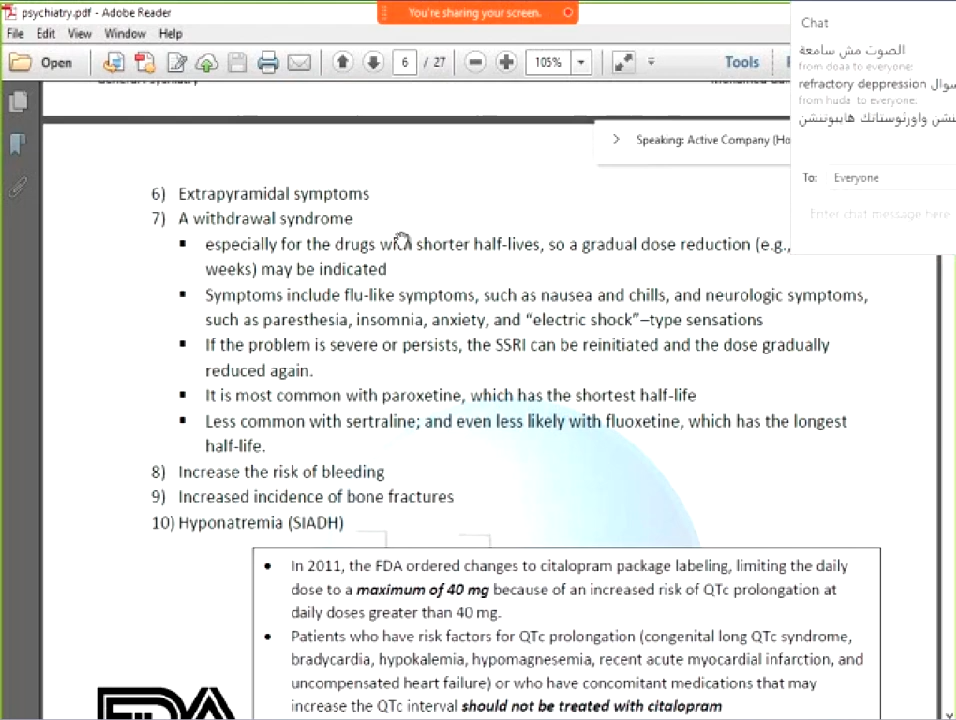 psychiatry.pdf - Adobe Reader
You're sharing your screen.
File Edit View Window Help
Open 6 / 27 105% Tools
Chat
الصوت مش سامعة
from doaa to everyone:
refractory deppression سوال
from huda to everyone:
واورثوستاتك هايبوتنشن
Speaking: Active Company
To: Everyone
Enter chat message here
6) Extrapyramidal symptoms
7) A withdrawal syndrome
▪ especially for the drugs with shorter half-lives, so a gradual dose reduction (e.g.,
weeks) may be indicated
▪ Symptoms include flu-like symptoms, such as nausea and chills, and neurologic symptoms,
such as paresthesia, insomnia, anxiety, and “electric shock”–type sensations
▪ If the problem is severe or persists, the SSRI can be reinitiated and the dose gradually
reduced again.
▪ It is most common with paroxetine, which has the shortest half-life
▪ Less common with sertraline; and even less likely with fluoxetine, which has the longest
half-life.
8) Increase the risk of bleeding
9) Increased incidence of bone fractures
10) Hyponatremia (SIADH)
• In 2011, the FDA ordered changes to citalopram package labeling, limiting the daily
dose to a maximum of 40 mg because of an increased risk of QTc prolongation at
daily doses greater than 40 mg.
• Patients who have risk factors for QTc prolongation (congenital long QTc syndrome,
bradycardia, hypokalemia, hypomagnesemia, recent acute myocardial infarction, and
uncompensated heart failure) or who have concomitant medications that may
increase the QTc interval should not be treated with citalopram
FDA